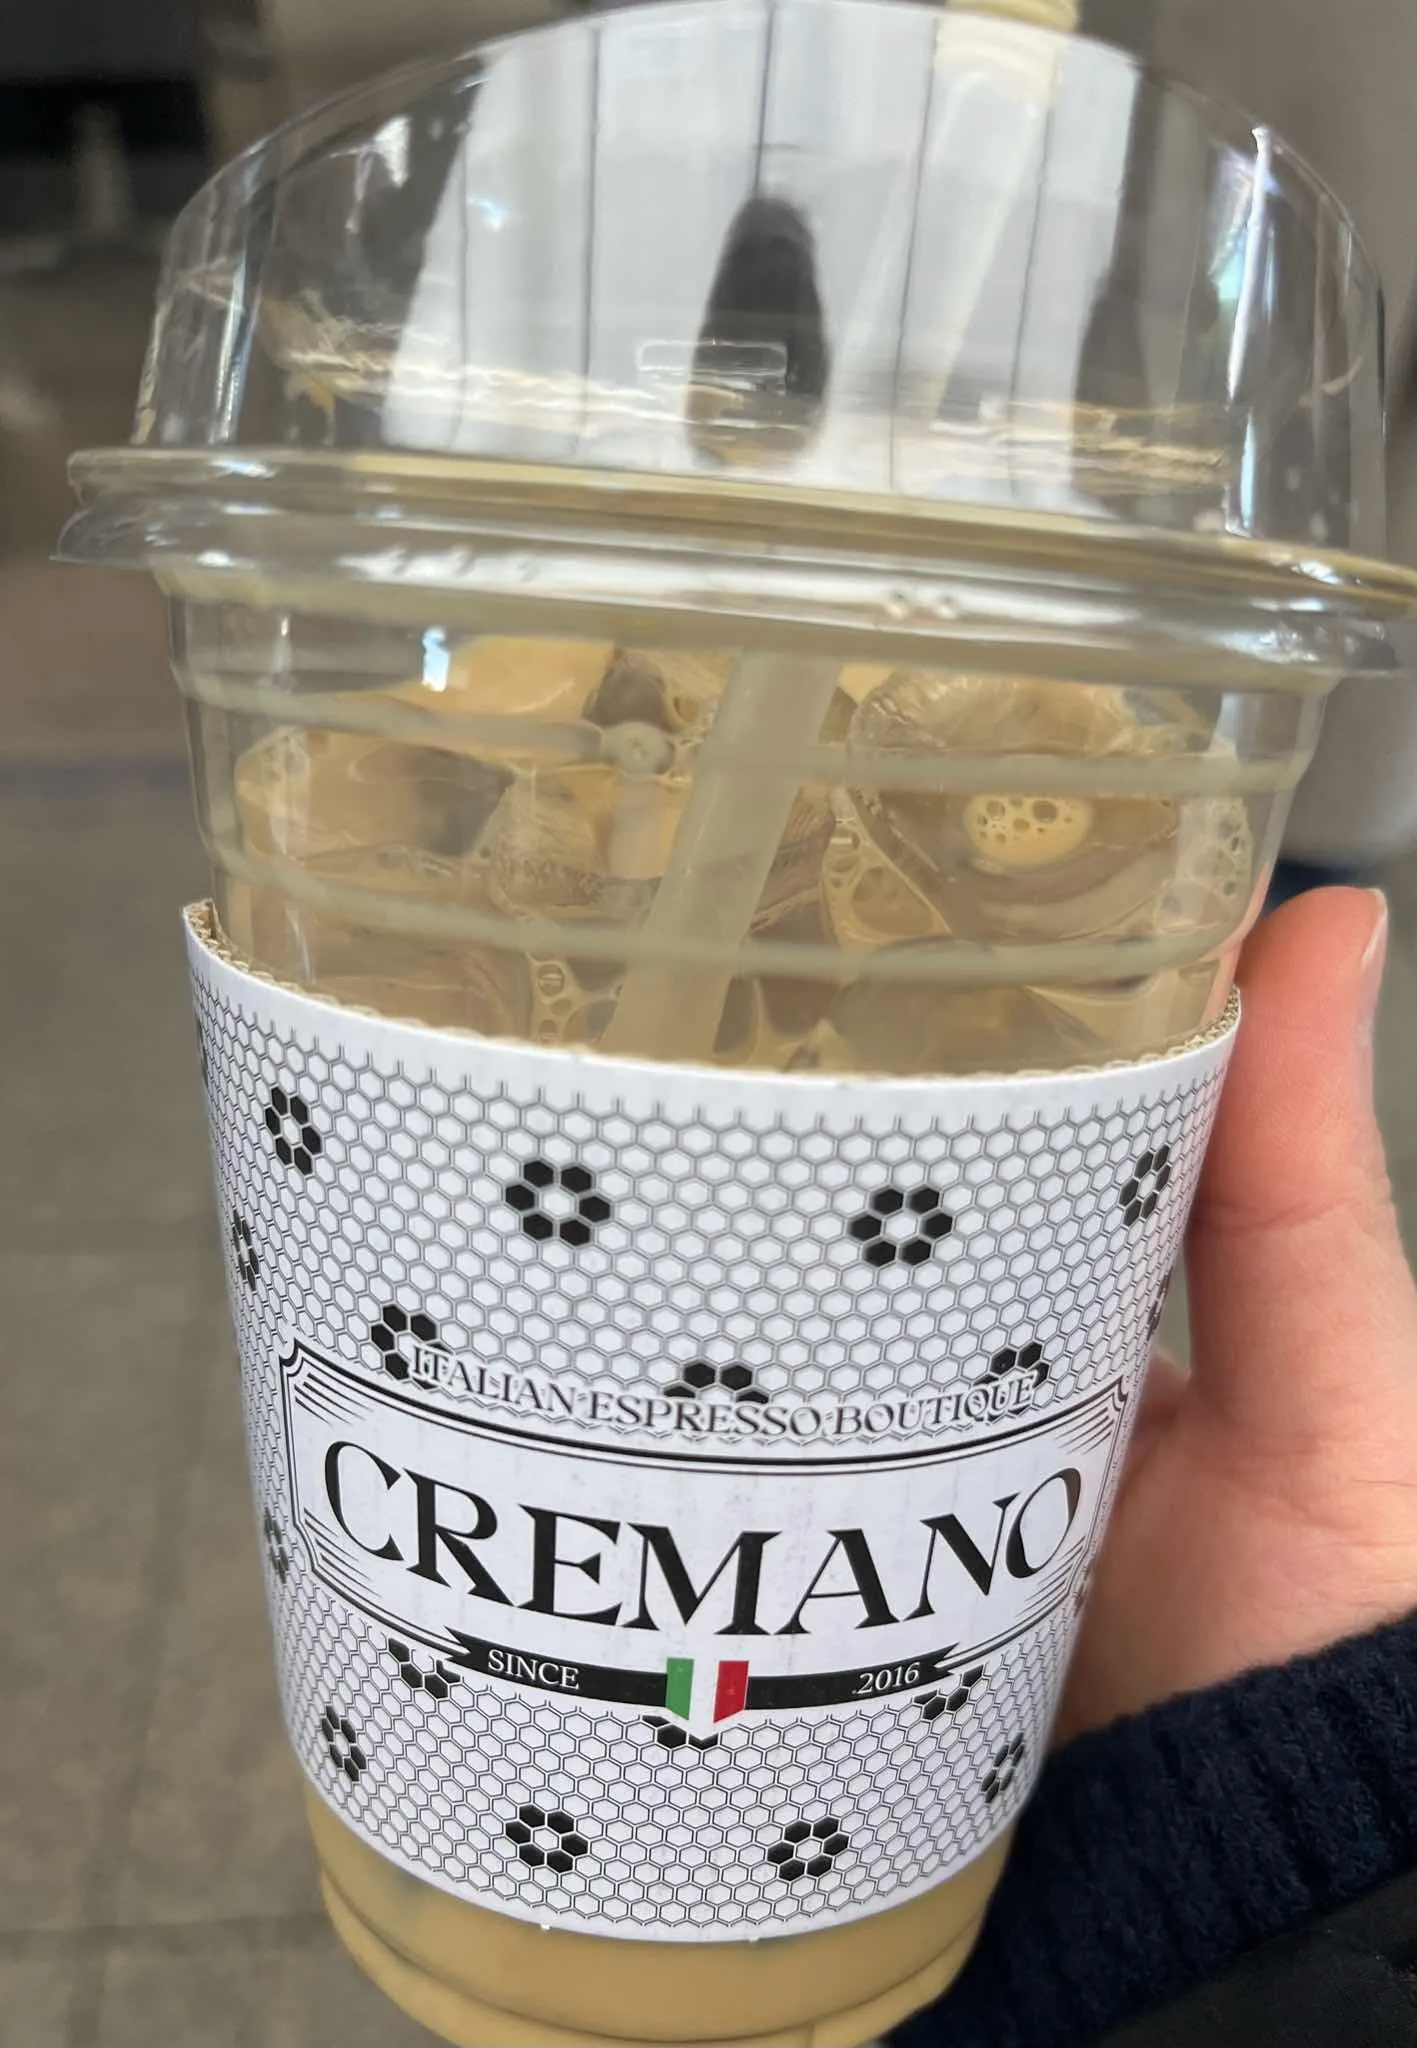 ITALIAN ESPRESSO BOUTIQUE
CREMANO
SINCE 2016